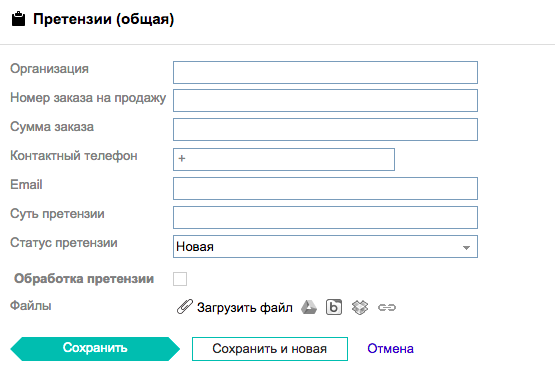 Претензии (общая)
Организация
Номер заказа на продажу
Сумма заказа
Контактный телефон +
Email
Суть претензии
Статус претензии Новая
Обработка претензии
Файлы Загрузить файл
Сохранить Сохранить и новая Отмена